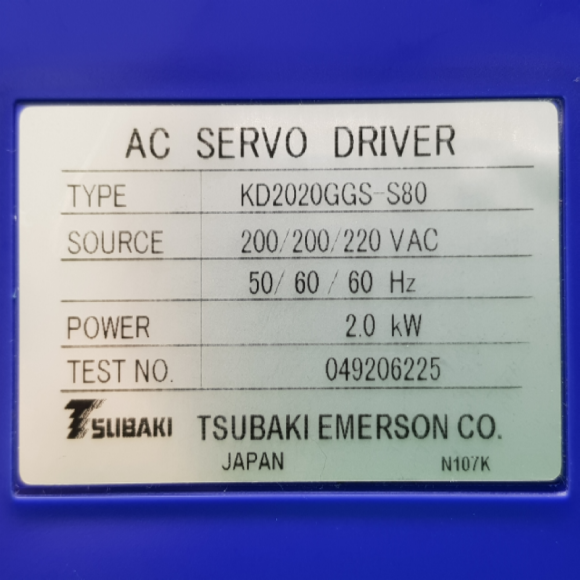 AC SERVO DRIVER
TYPE KD2020GGS-S80
SOURCE 200/200/220 VAC
50/ 60 / 60 Hz
POWER 2.0 kW
TEST NO. 049206225
TSUBAKI TSUBAKI EMERSON CO.
JAPAN N107K